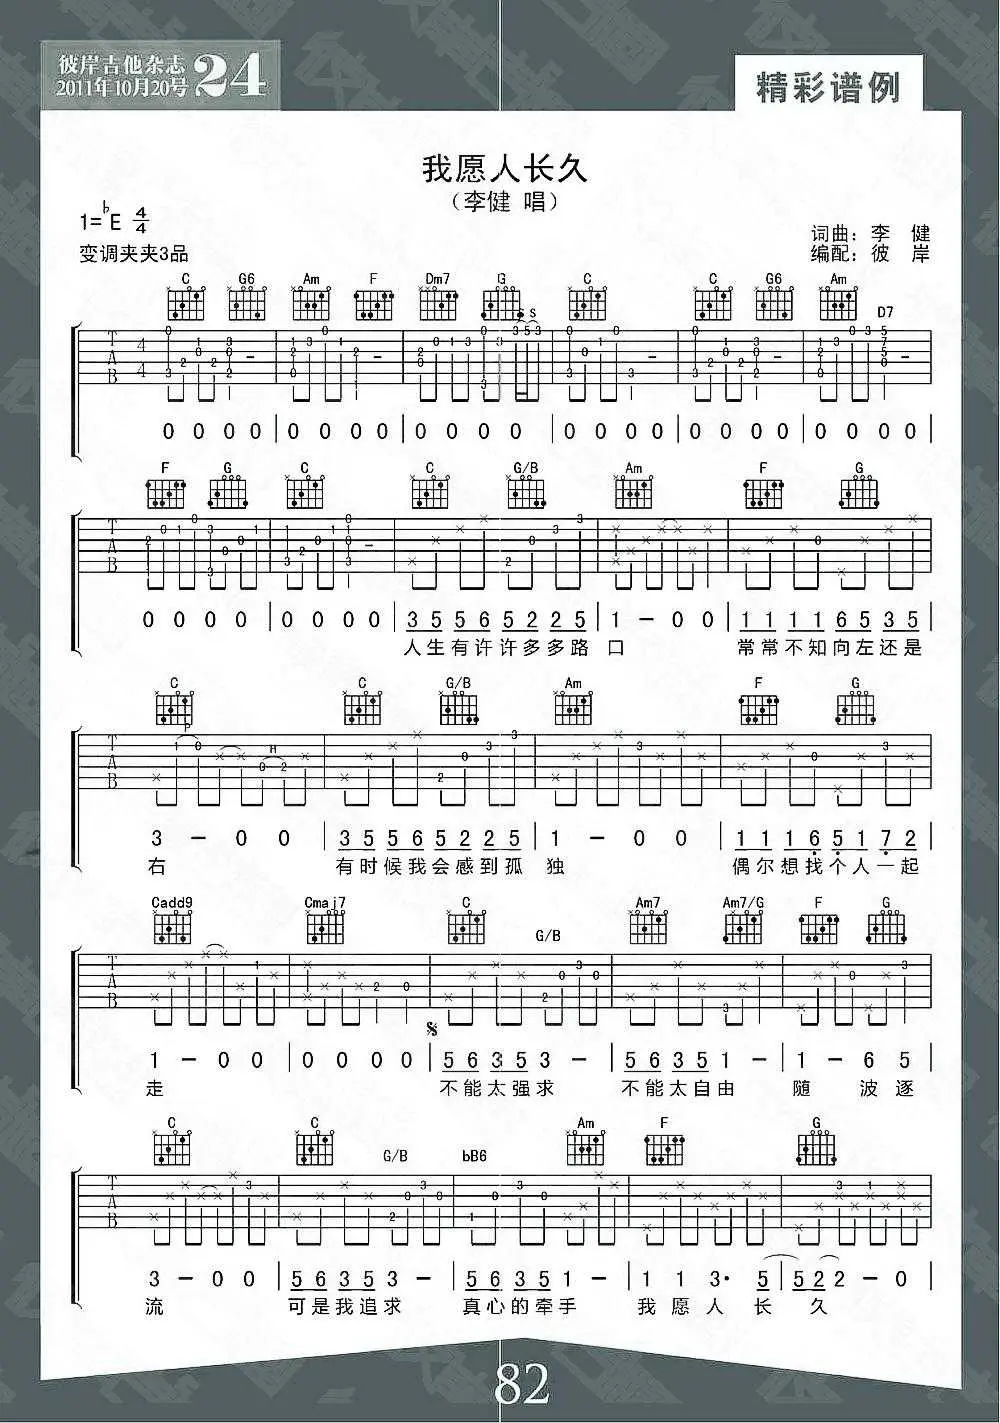 彼岸吉他杂志
2011年10月20号 24
精彩谱例
我愿人长久
（李健 唱）
1=♭E 4/4
变调夹夹3品
词曲：李 健
编配：彼 岸
C G6 Am F Dm7 G C C G6 Am D7
0 0 0 0 | 0 0 0 0 | 0 0 0 0 | 0 0 0 0 | 0 0 0 0 | 0 0 0 0 |
F G C C G/B Am F G
0 0 0 0 | 0 0 0 0 | 3 5 5 6 5 2 2 5 | 1 - 0 0 | 1 1 1 1 6 5 3 5 |
人生有许许多多路 口 常常不知向左还是
C C G/B Am F G
3 - 0 0 | 3 5 5 6 5 2 2 5 | 1 - 0 0 | 1 1 1 6 5 1 7 2 |
右 有时候我会感到孤 独 偶尔想找个人一起
Cadd9 Cmaj7 C G/B Am7 Am7/G F G
1 - 0 0 | 0 0 0 0 | 5 6 3 5 3 - | 5 6 3 5 1 - | 1 - 6 5 |
走 不能太强求 不能太自由 随 波 逐
C C G/B bB6 Am F G
3 - 0 0 | 5 6 3 5 3 - | 5 6 3 5 1 - | 1 1 3· 5 | 5 2 2 - 0 |
流 可是我追求 真心的牵手 我 愿 人 长 久
82